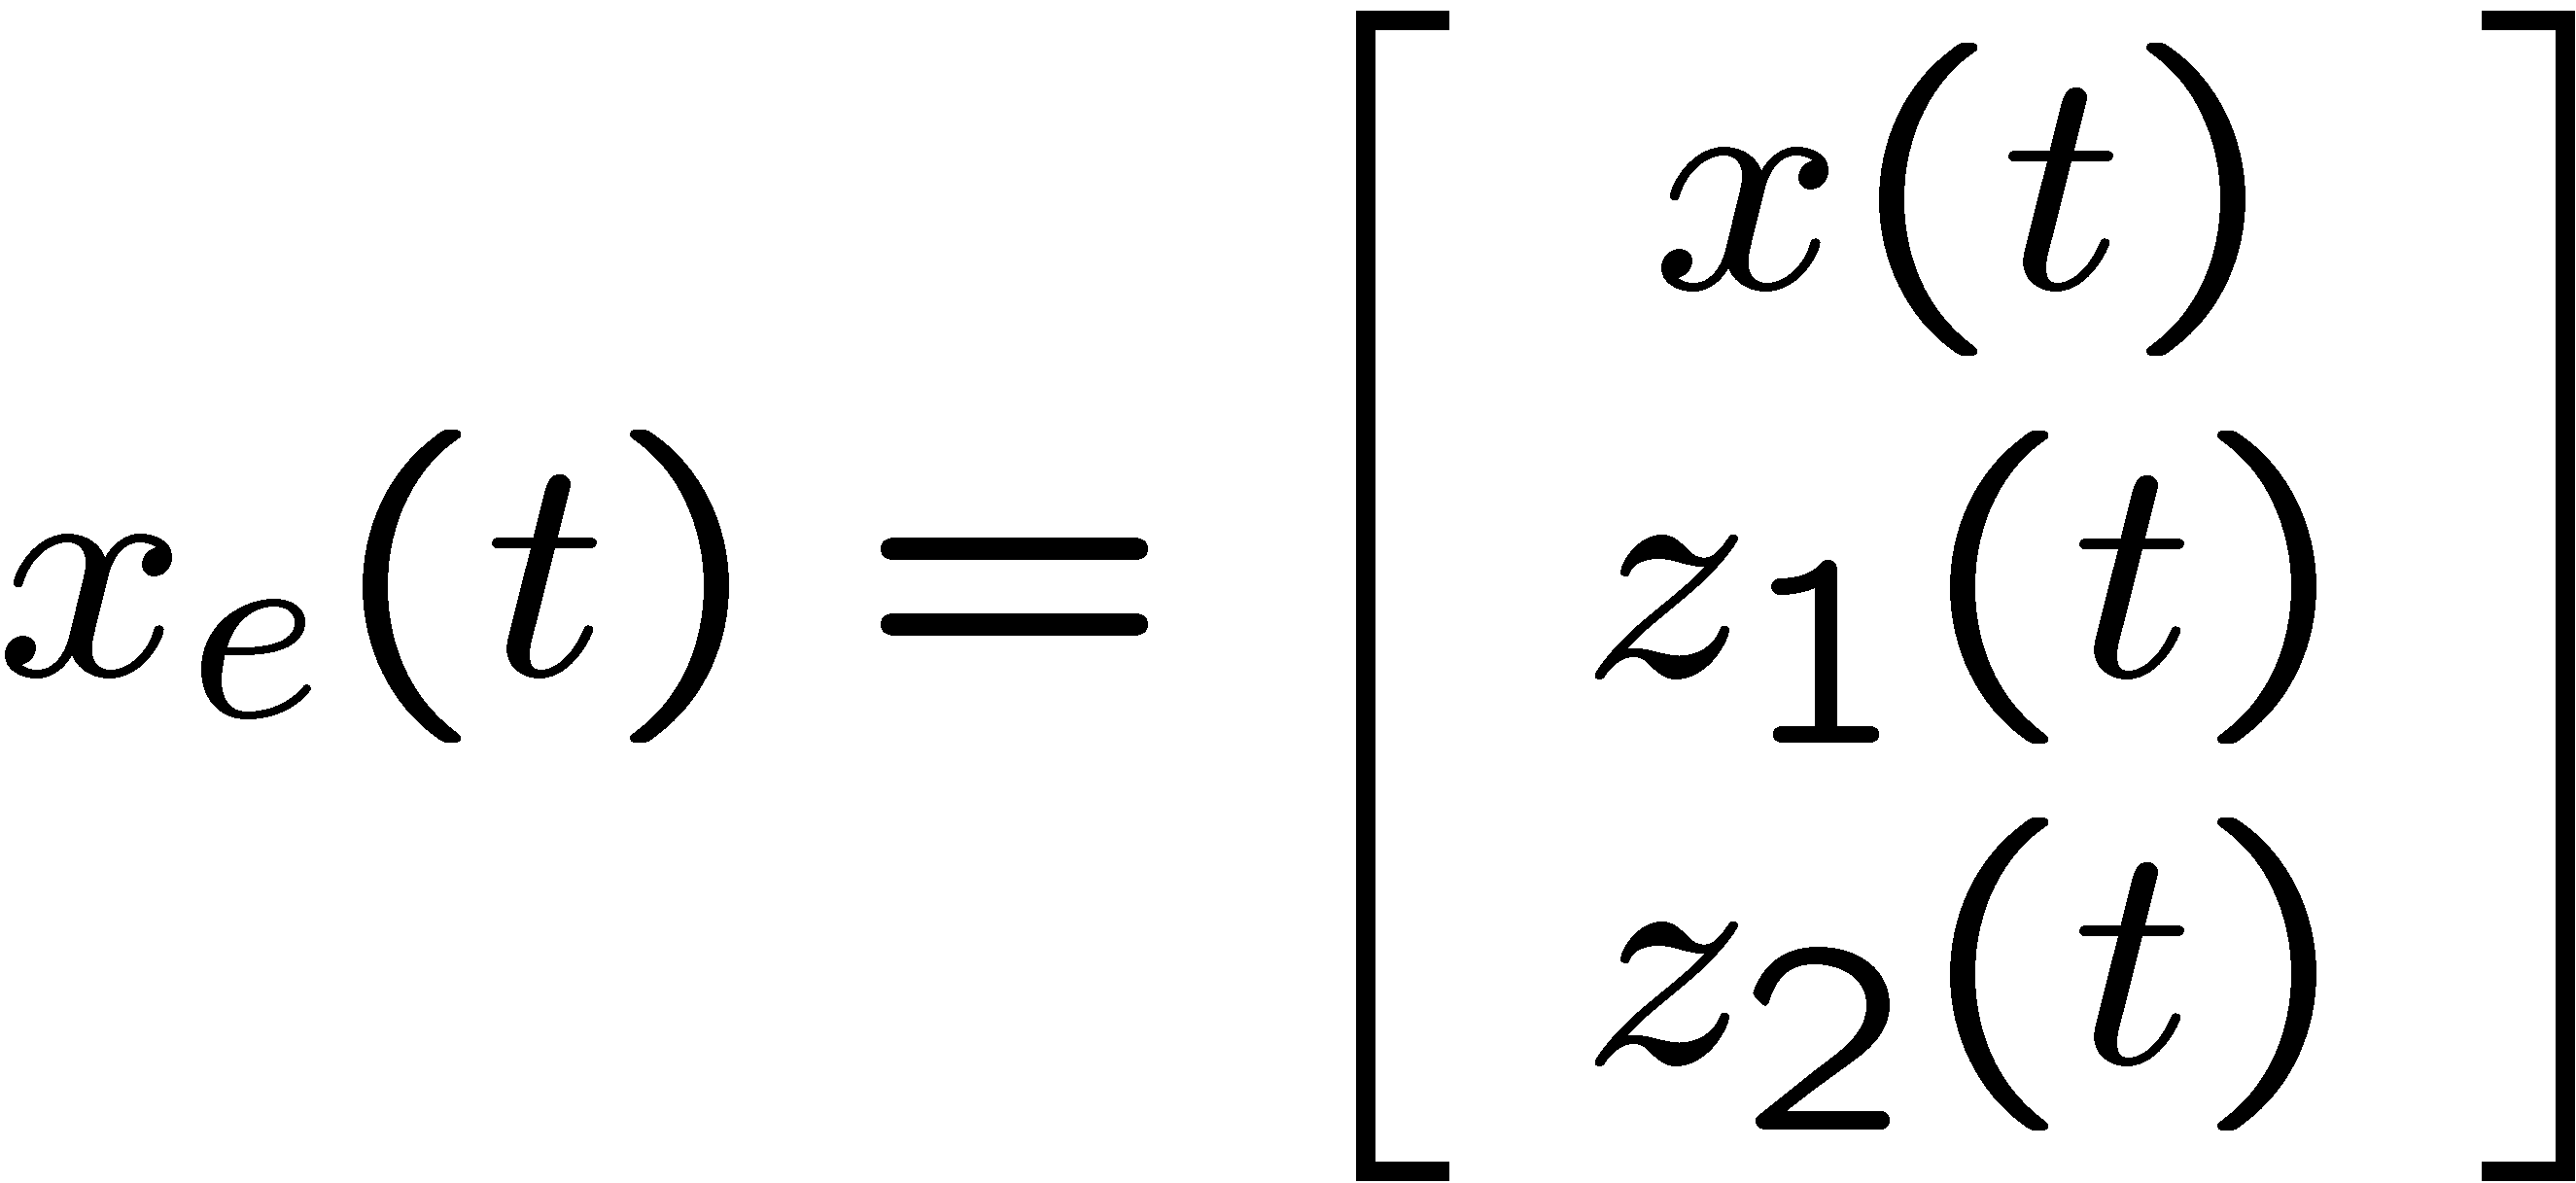 x_e(t) = [ x(t)
z_1(t)
z_2(t) ]